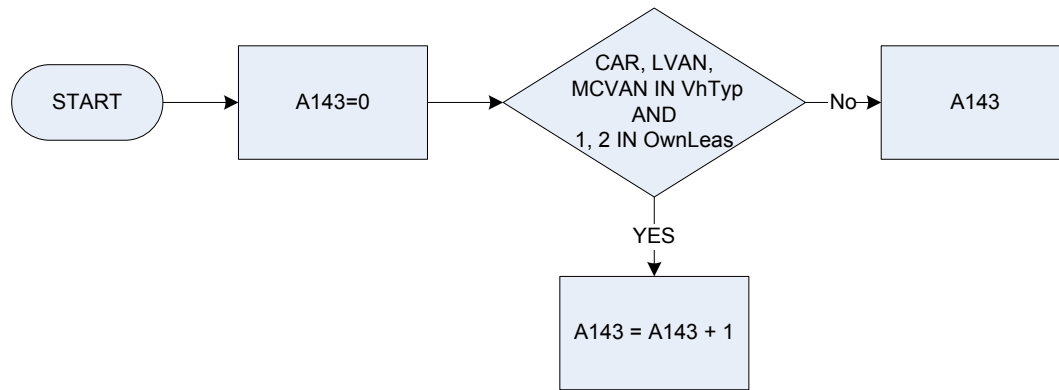 START
A143=0
CAR, LVAN,
MCVAN IN VhTyp
AND
1, 2 IN OwnLeas
No
A143
YES
A143 = A143 + 1